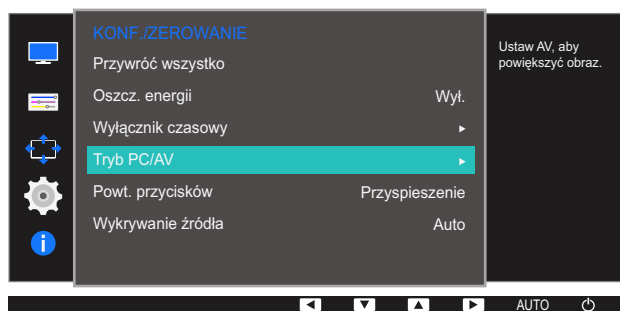 KONF./ZEROWANIE
Przywróć wszystko
Oszcz. energii Wył.
Wyłącznik czasowy
Tryb PC/AV
Powt. przycisków Przyspieszenie
Wykrywanie źródła Auto
Ustaw AV, aby
powiększyć obraz.
AUTO